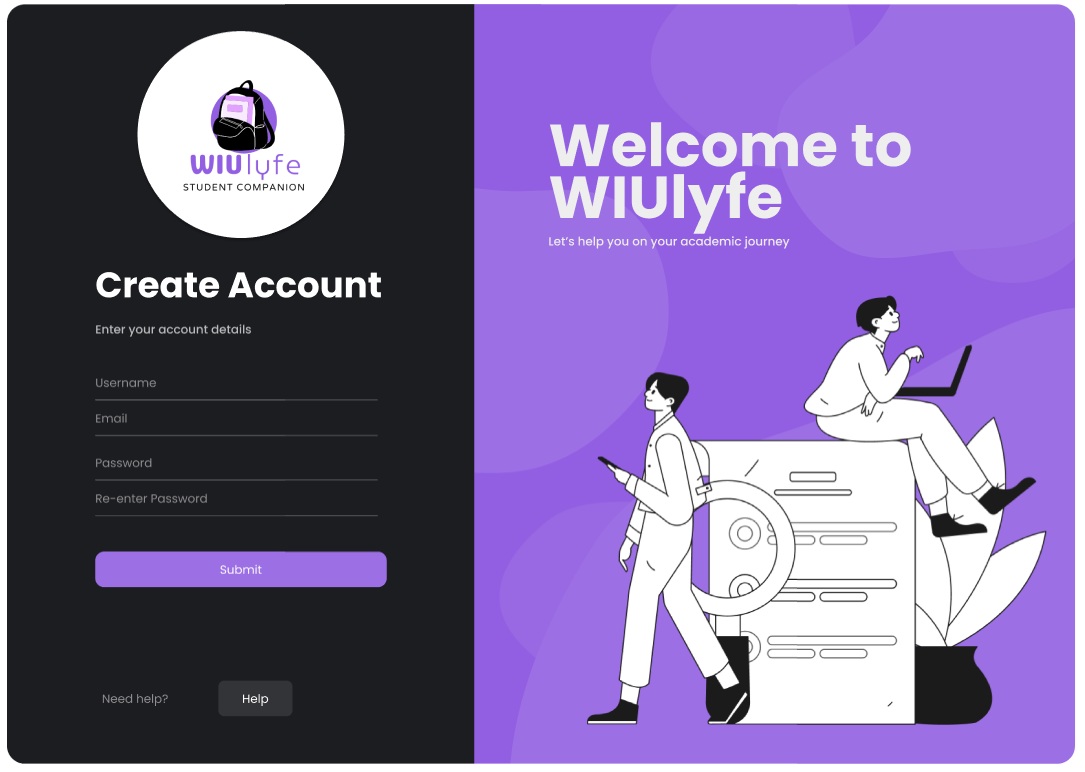 WIUlyfe
STUDENT COMPANION
Create Account
Enter your account details
Username
Email
Password
Re-enter Password
Submit
Need help?
Help
Welcome to
WIUlyfe
Let's help you on your academic journey